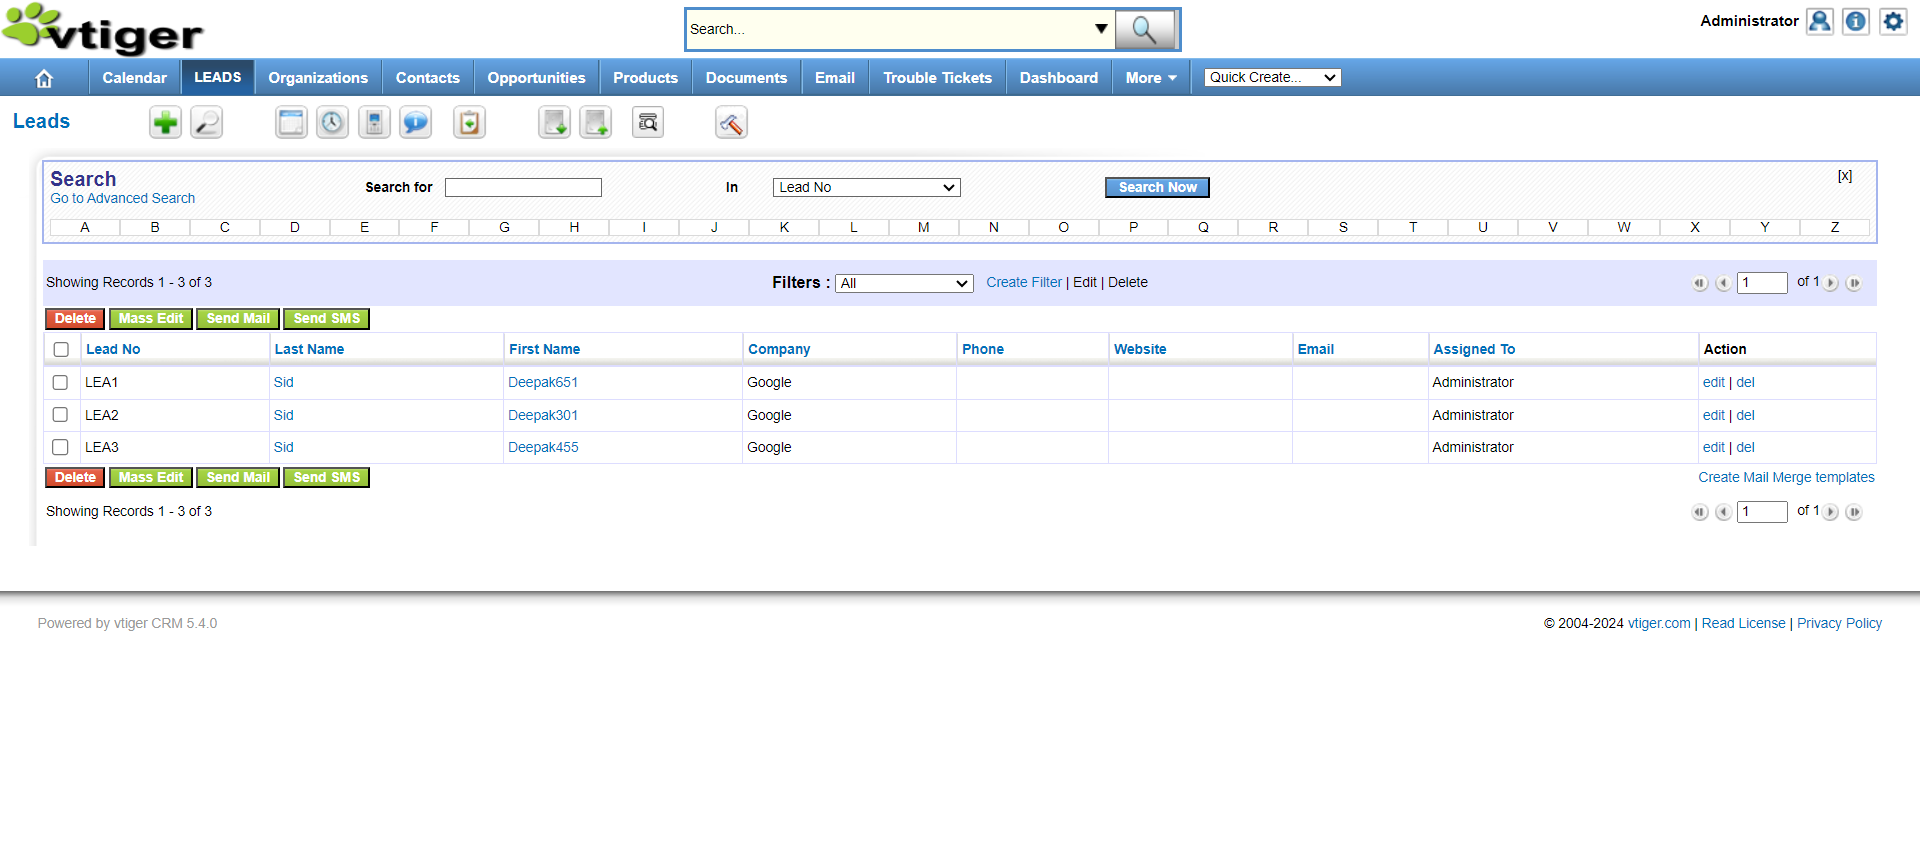 vtiger
Search...
Administrator
Calendar LEADS Organizations Contacts Opportunities Products Documents Email Trouble Tickets Dashboard More Quick Create...
Leads
Search
Go to Advanced Search
Search for In Lead No Search Now [x]
A B C D E F G H I J K L M N O P Q R S T U V W X Y Z
Showing Records 1 - 3 of 3 Filters : All Create Filter | Edit | Delete 1 of 1
Delete Mass Edit Send Mail Send SMS
Lead No Last Name First Name Company Phone Website Email Assigned To Action
LEA1 Sid Deepak651 Google Administrator edit | del
LEA2 Sid Deepak301 Google Administrator edit | del
LEA3 Sid Deepak455 Google Administrator edit | del
Delete Mass Edit Send Mail Send SMS Create Mail Merge templates
Showing Records 1 - 3 of 3 1 of 1
Powered by vtiger CRM 5.4.0 © 2004-2024 vtiger.com | Read License | Privacy Policy